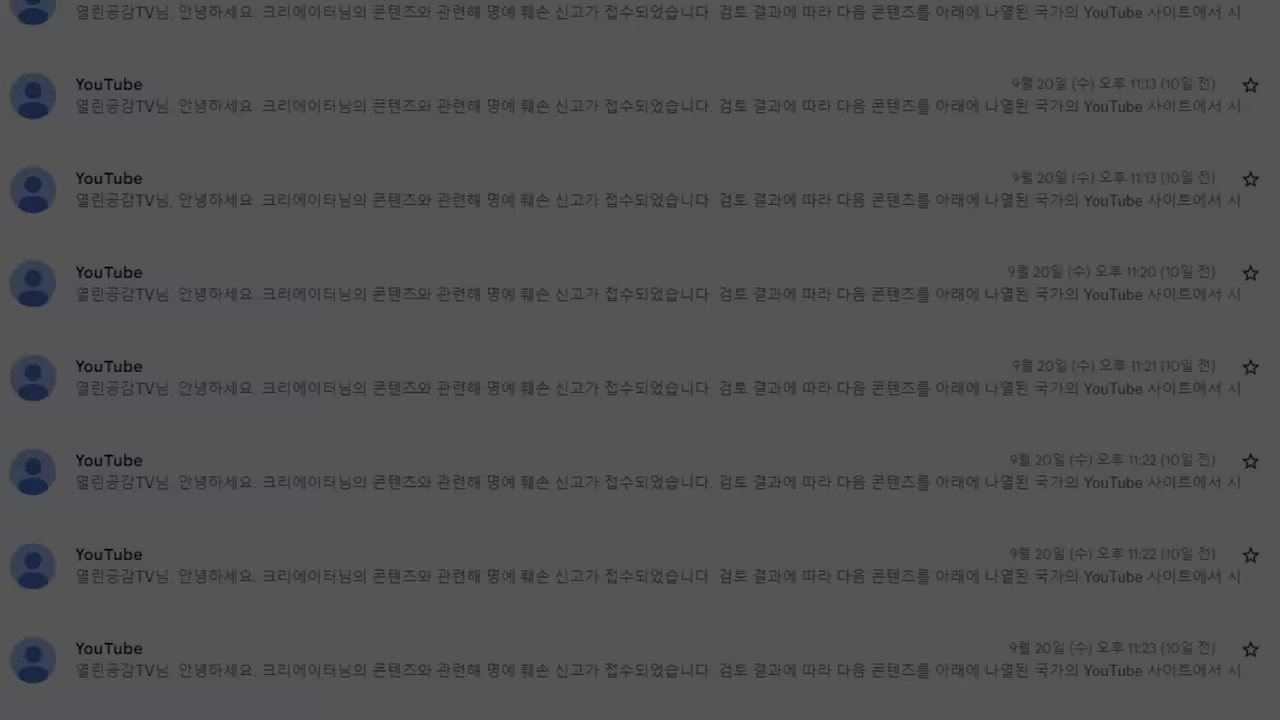 열린공감TV님, 안녕하세요. 크리에이터님의 콘텐츠와 관련해 명예 훼손 신고가 접수되었습니다. 검토 결과에 따라 다음 콘텐츠를 아래에 나열된 국가의 YouTube 사이트에서 시
YouTube 9월 20일 (수) 오후 11:13 (10일 전)
열린공감TV님, 안녕하세요. 크리에이터님의 콘텐츠와 관련해 명예 훼손 신고가 접수되었습니다. 검토 결과에 따라 다음 콘텐츠를 아래에 나열된 국가의 YouTube 사이트에서 시
YouTube 9월 20일 (수) 오후 11:13 (10일 전)
열린공감TV님, 안녕하세요. 크리에이터님의 콘텐츠와 관련해 명예 훼손 신고가 접수되었습니다. 검토 결과에 따라 다음 콘텐츠를 아래에 나열된 국가의 YouTube 사이트에서 시
YouTube 9월 20일 (수) 오후 11:20 (10일 전)
열린공감TV님, 안녕하세요. 크리에이터님의 콘텐츠와 관련해 명예 훼손 신고가 접수되었습니다. 검토 결과에 따라 다음 콘텐츠를 아래에 나열된 국가의 YouTube 사이트에서 시
YouTube 9월 20일 (수) 오후 11:21 (10일 전)
열린공감TV님, 안녕하세요. 크리에이터님의 콘텐츠와 관련해 명예 훼손 신고가 접수되었습니다. 검토 결과에 따라 다음 콘텐츠를 아래에 나열된 국가의 YouTube 사이트에서 시
YouTube 9월 20일 (수) 오후 11:22 (10일 전)
열린공감TV님, 안녕하세요. 크리에이터님의 콘텐츠와 관련해 명예 훼손 신고가 접수되었습니다. 검토 결과에 따라 다음 콘텐츠를 아래에 나열된 국가의 YouTube 사이트에서 시
YouTube 9월 20일 (수) 오후 11:22 (10일 전)
열린공감TV님, 안녕하세요. 크리에이터님의 콘텐츠와 관련해 명예 훼손 신고가 접수되었습니다. 검토 결과에 따라 다음 콘텐츠를 아래에 나열된 국가의 YouTube 사이트에서 시
YouTube 9월 20일 (수) 오후 11:23 (10일 전)
열린공감TV님, 안녕하세요. 크리에이터님의 콘텐츠와 관련해 명예 훼손 신고가 접수되었습니다. 검토 결과에 따라 다음 콘텐츠를 아래에 나열된 국가의 YouTube 사이트에서 시